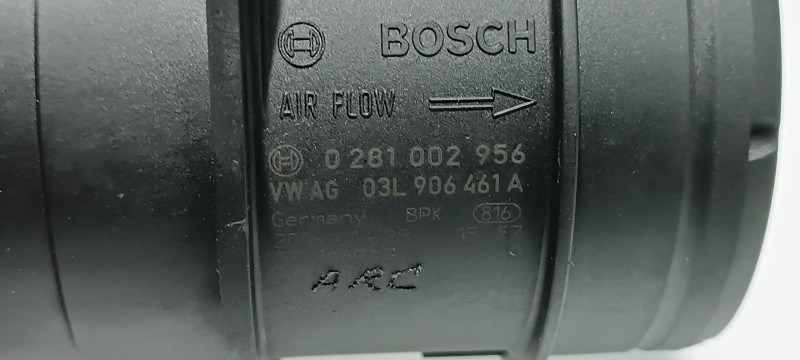 BOSCH
AIR FLOW
0 281 002 956
VW AG 03L 906 461 A
Germany BPK 816
ARC